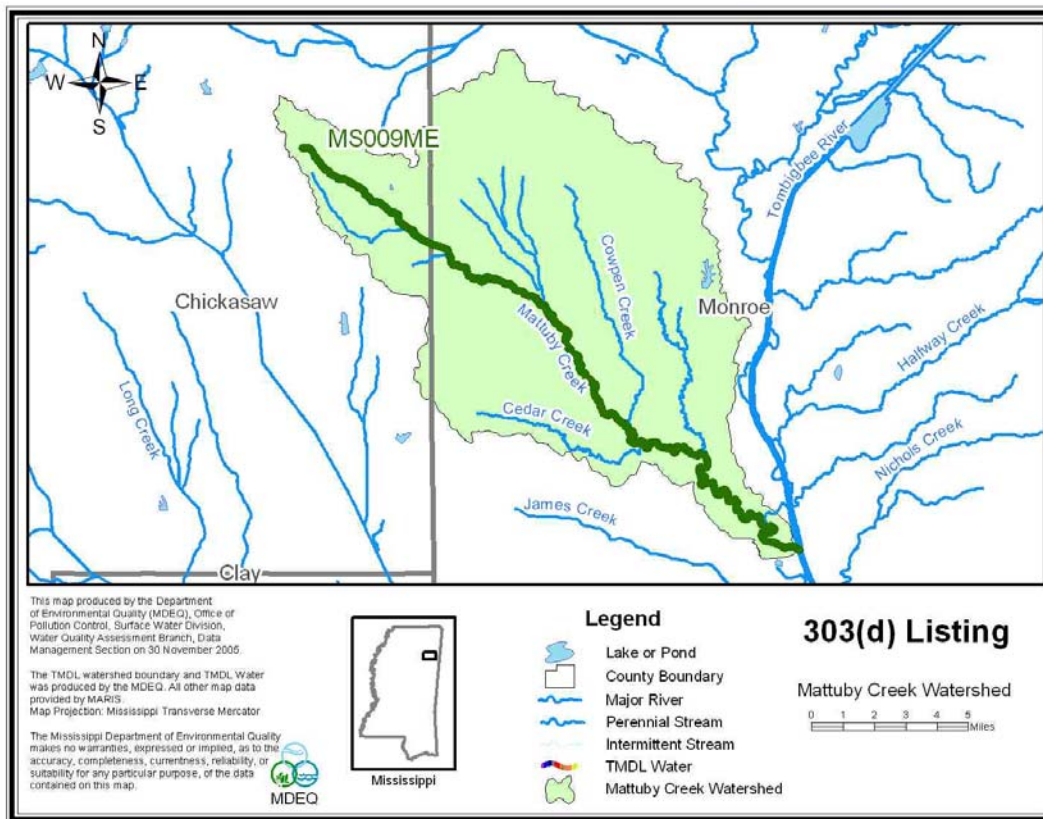 N
W E
S
MS009ME
Tombigbee River
Cowpen Creek
Chickasaw
Monroe
Mattuby Creek
Halfway Creek
Long Creek
Cedar Creek
Nichols Creek
James Creek
Clay
This map produced by the Department
of Environmental Quality (MDEQ), Office of
Pollution Control, Surface Water Division,
Water Quality Assessment Branch, Data
Management Section on 30 November 2005.
The TMDL watershed boundary and TMDL Water
was produced by the MDEQ. All other map data
provided by MARIS.
Map Projection: Mississippi Transverse Mercator
The Mississippi Department of Environmental Quality
makes no warranties, expressed or implied, as to the
accuracy, completeness, currentness, reliability, or
suitability for any particular purpose, of the data
contained on this map.
MDEQ
Mississippi
Legend
Lake or Pond
County Boundary
Major River
Perennial Stream
Intermittent Stream
TMDL Water
Mattuby Creek Watershed
303(d) Listing
Mattuby Creek Watershed
0 1 2 3 4 5
Miles